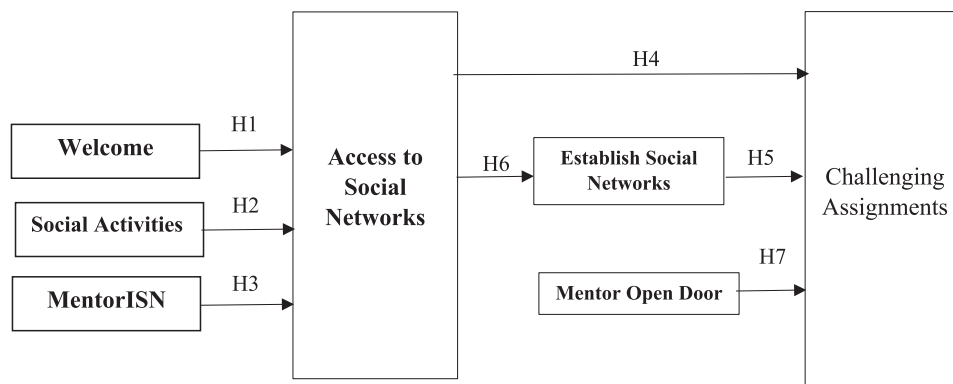 H4
H1
Welcome
Access to
Social
Networks
H6
Establish Social
Networks
H5
Challenging
Assignments
H2
Social Activities
H3
MentorISN
H7
Mentor Open Door